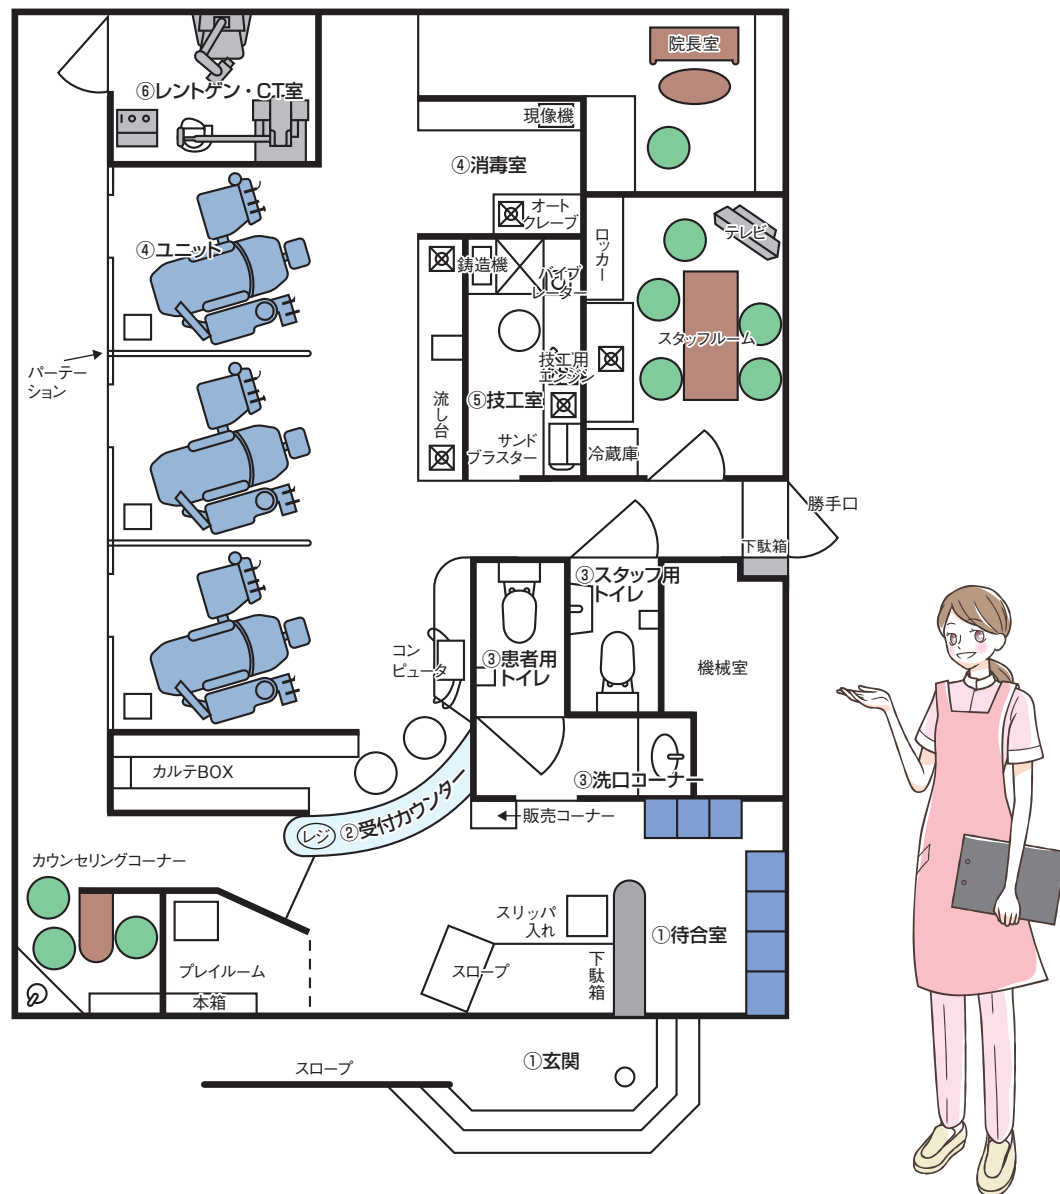 院長室
⑥レントゲン・CT室
現像機
④消毒室
オート
クレーブ
ロッカー
テレビ
④ユニット
鋳造機
バイブ
レーター
スタッフルーム
パーテー
ション
技工用
エンジン
流し台
⑤技工室
サンド
ブラスター
冷蔵庫
勝手口
下駄箱
③スタッフ用
トイレ
コン
ピュータ
③患者用
トイレ
機械室
カルテBOX
③洗口コーナー
レジ
②受付カウンター
販売コーナー
カウンセリングコーナー
スリッパ
入れ
①待合室
プレイルーム
スロープ
下駄箱
本箱
①玄関
スロープ